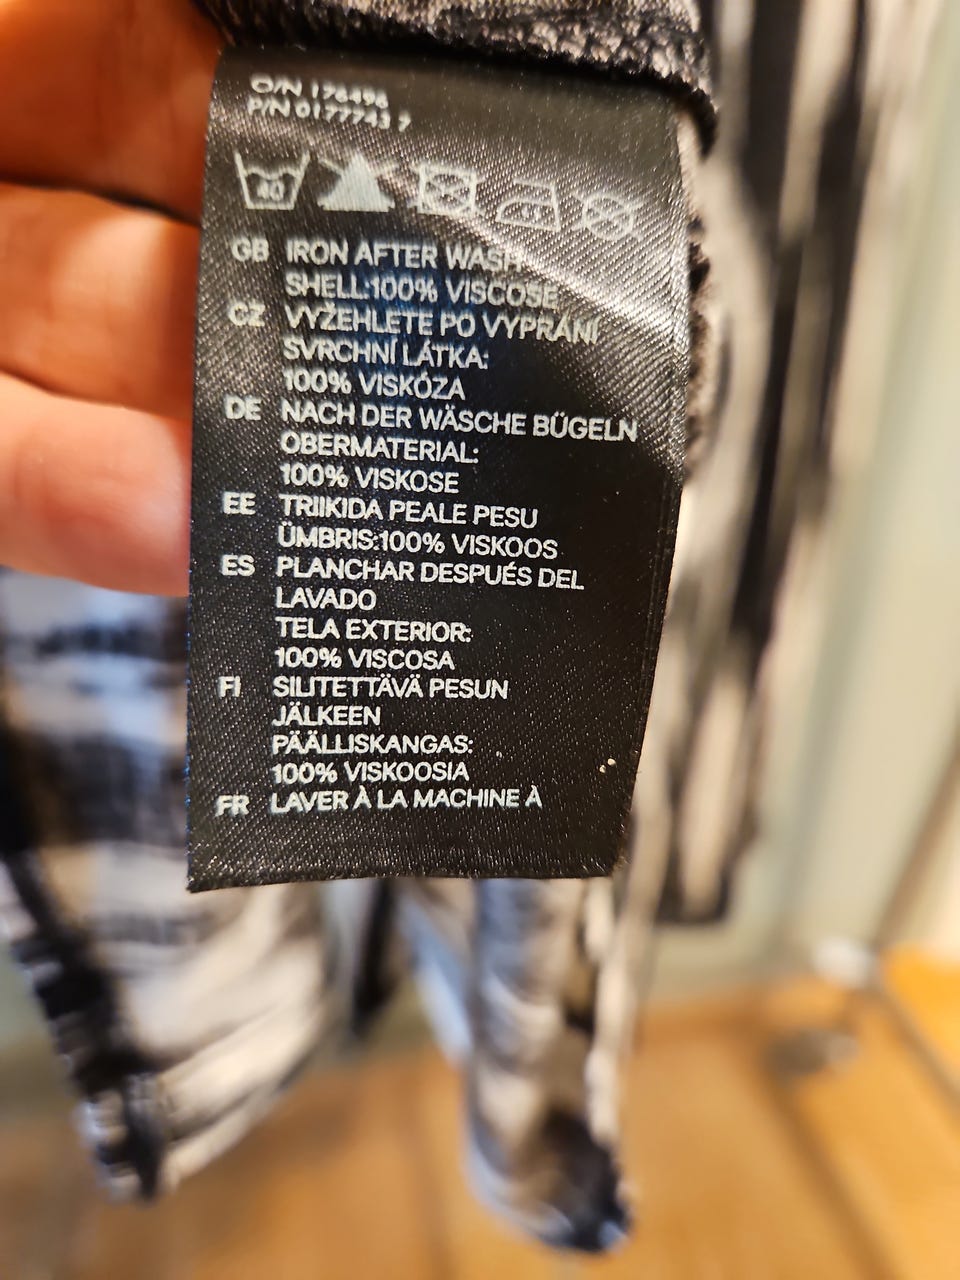 O/N 176496
P/N 0177743 7
40
GB IRON AFTER WASH
SHELL:100% VISCOSE
CZ VYŽEHLETE PO VYPRÁNÍ
SVRCHNÍ LÁTKA:
100% VISKÓZA
DE NACH DER WÄSCHE BÜGELN
OBERMATERIAL:
100% VISKOSE
EE TRIIKIDA PEALE PESU
ÜMBRIS:100% VISKOOS
ES PLANCHAR DESPUÉS DEL
LAVADO
TELA EXTERIOR:
100% VISCOSA
FI SILITETTÄVÄ PESUN
JÄLKEEN
PÄÄLLISKANGAS:
100% VISKOOSIA
FR LAVER À LA MACHINE À